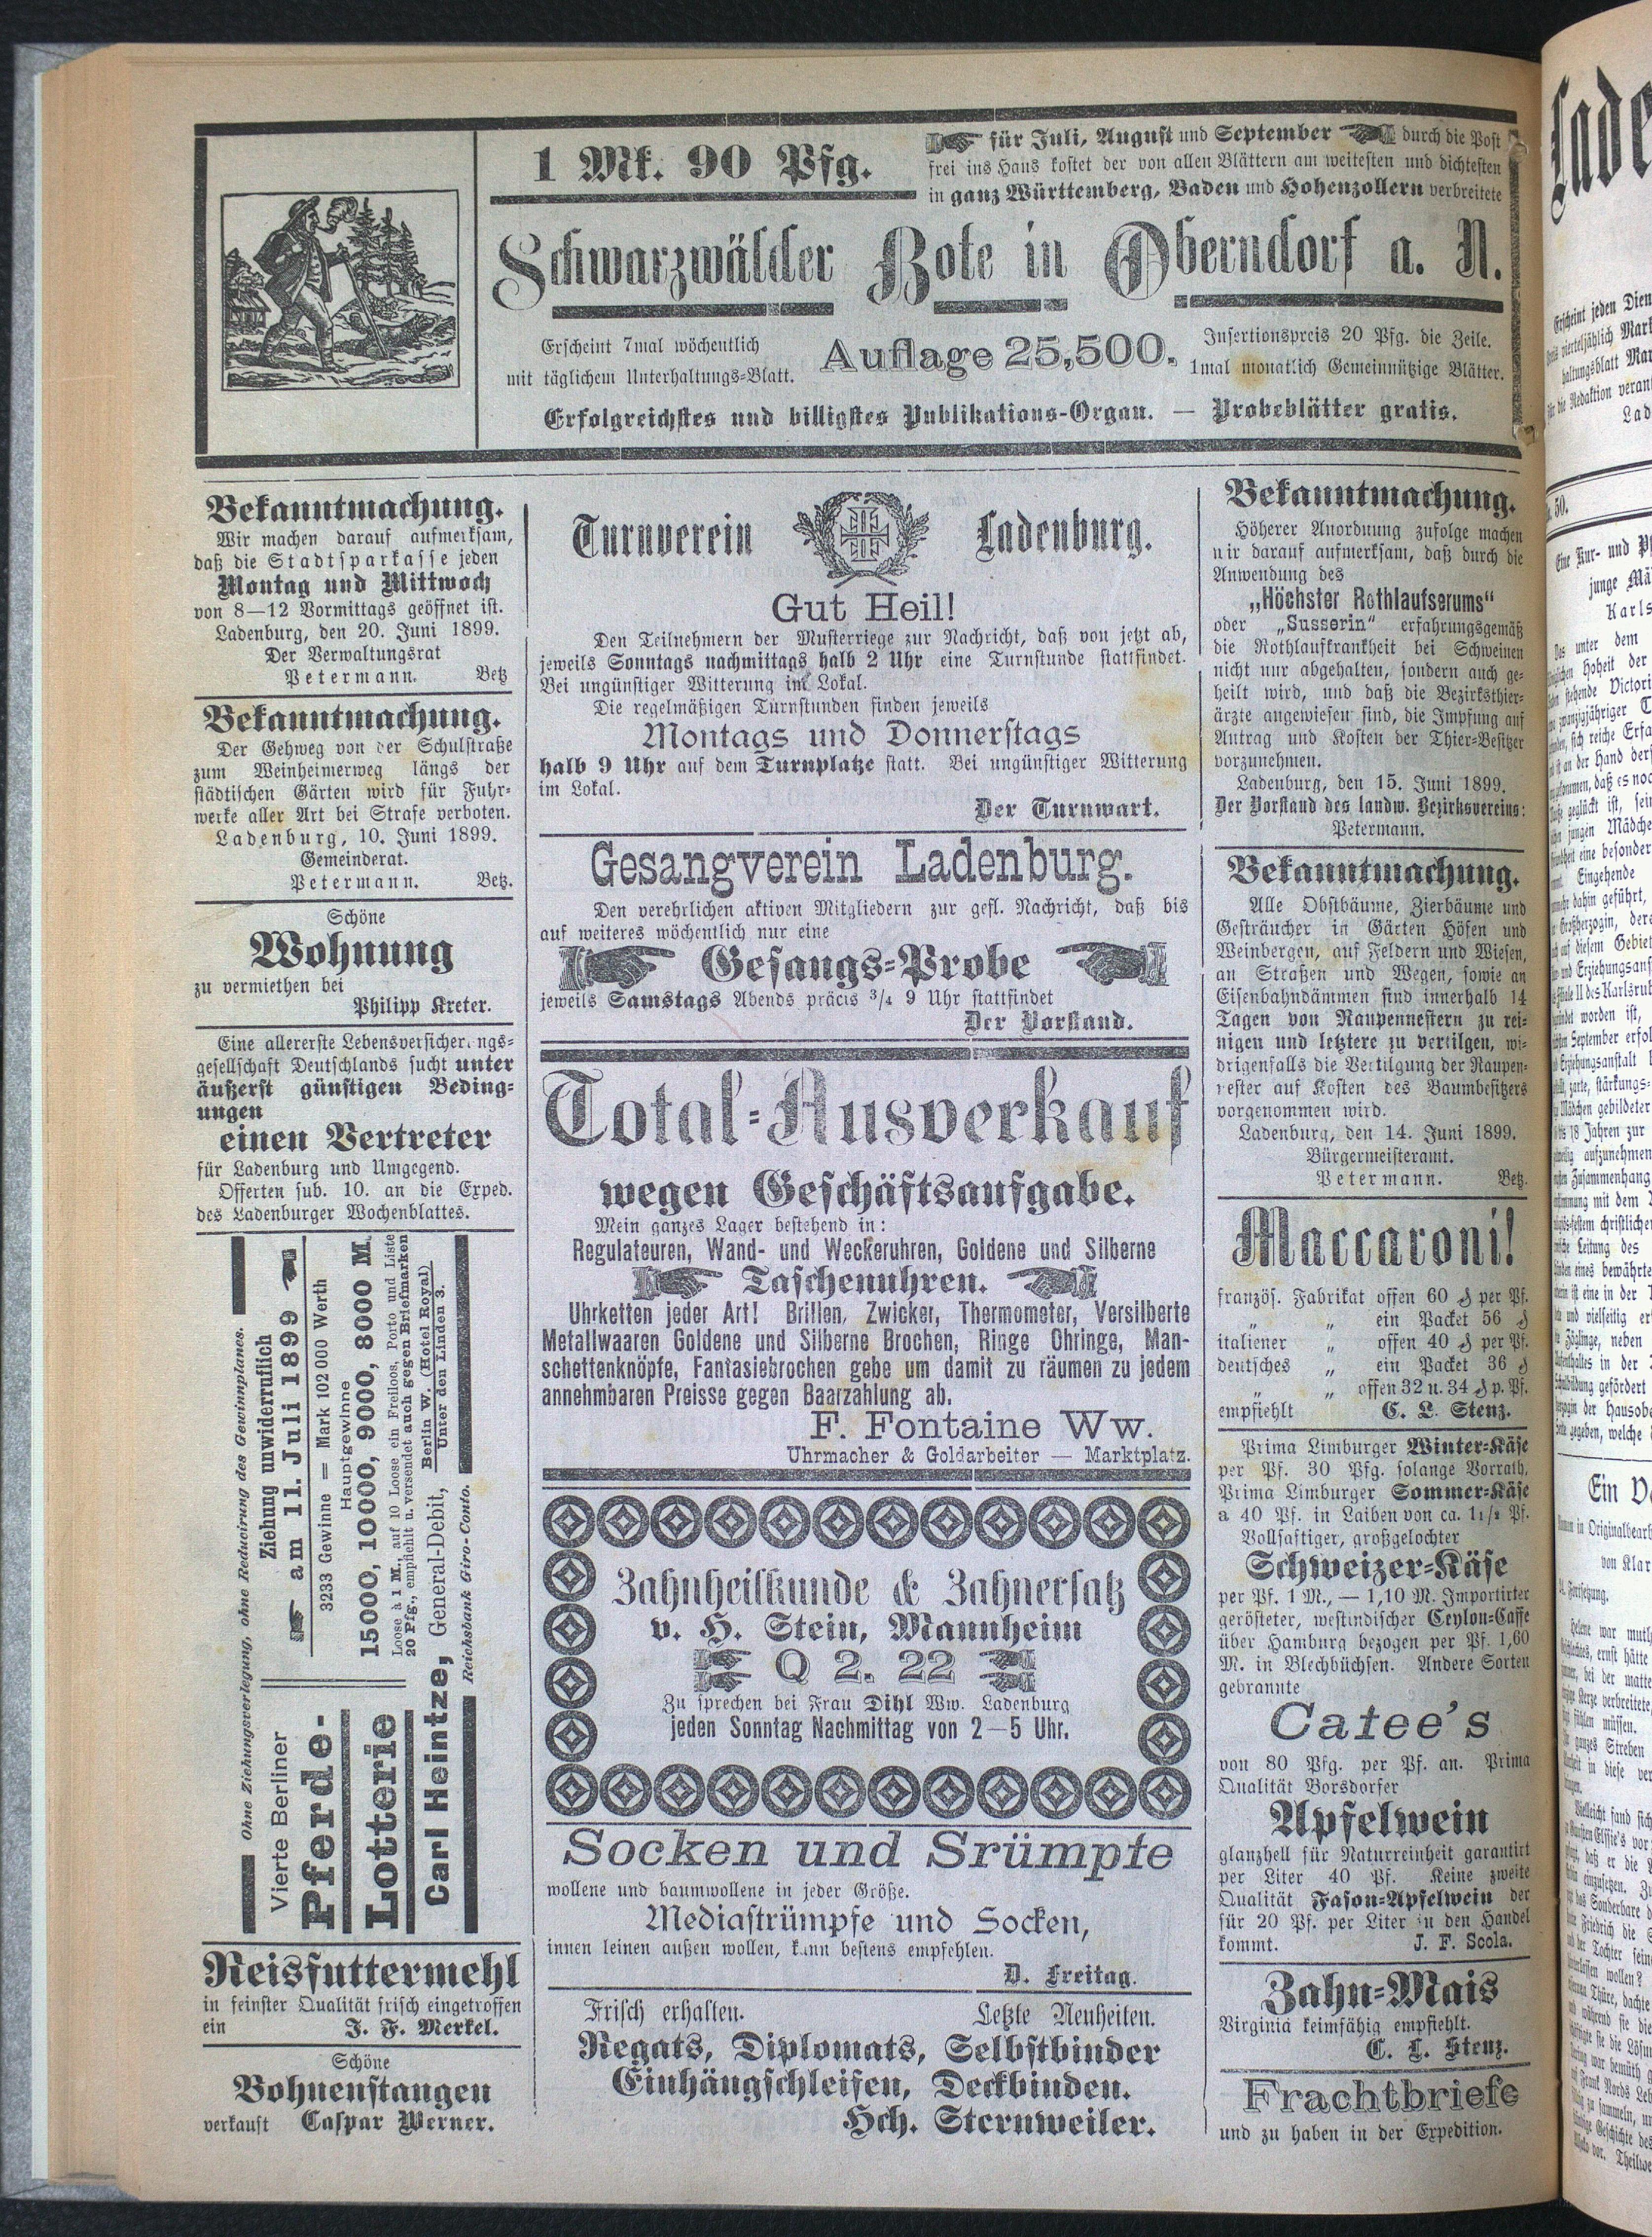 1 Mk. 90 Pfg.
für Juli, August und September durch die Post
frei ins Haus kostet der von allen Blättern am weitesten und dichtesten
in ganz Württemberg, Baden und Hohenzollern verbreitete
Schwarzwälder Bote in Oberndorf a. N.
Erscheint 7mal wöchentlich
mit täglichem Unterhaltungs-Blatt.
Auflage 25,500.
Insertionspreis 20 Pfg. die Zeile.
1mal monatlich Gemeinnützige Blätter.
Erfolgreichstes und billigstes Publikations-Organ. — Probeblätter gratis.
Bekanntmachung.
Wir machen darauf aufmerksam,
daß die Stadtsparkasse jeden
Montag und Mittwoch
von 8—12 Vormittags geöffnet ist.
Ladenburg, den 20. Juni 1899.
Der Verwaltungsrat
Petermann. Betz
Bekanntmachung.
Der Gehweg von der Schulstraße
zum Weinheimerweg längs der
städtischen Gärten wird für Fuhr-
werke aller Art bei Strafe verboten.
Ladenburg, 10. Juni 1899.
Gemeinderat.
Petermann. Betz.
Schöne
Wohnung
zu vermiethen bei
Philipp Kreter.
Eine allererste Lebensversicherungs-
gesellschaft Deutschlands sucht unter
äußerst günstigen Beding-
ungen
einen Vertreter
für Ladenburg und Umgegend.
Offerten sub. 10. an die Exped.
des Ladenburger Wochenblattes.
Ohne Ziehungsverlegung, ohne Reducirung des Gewinnplanes.
Vierte Berliner
Pferde-
Lotterie
Ziehung unwiderruflich
am 11. Juli 1899
3233 Gewinne = Mark 102 000 Werth
Hauptgewinne
15000, 10000, 9000, 8000 M.
Loose à 1 M., auf 10 Loose ein Freiloos, Porto und Liste
20 Pfg., empfiehlt u. versendet auch gegen Briefmarken
Carl Heintze, General-Debit, Berlin W. (Hotel Royal)
Unter den Linden 3.
Reichsbank Giro-Conto.
Reisfuttermehl
in feinster Qualität frisch eingetroffen
ein J. F. Merkel.
Schöne
Bohnenstangen
verkauft Caspar Werner.
Turnverein Ladenburg.
Gut Heil!
Den Teilnehmern der Musterriege zur Nachricht, daß von jetzt ab,
jeweils Sonntags nachmittags halb 2 Uhr eine Turnstunde stattfindet.
Bei ungünstiger Witterung im Lokal.
Die regelmäßigen Turnstunden finden jeweils
Montags und Donnerstags
halb 9 Uhr auf dem Turnplatze statt. Bei ungünstiger Witterung
im Lokal.
Der Turnwart.
Gesangverein Ladenburg.
Den verehrlichen aktiven Mitgliedern zur gefl. Nachricht, daß bis
auf weiteres wöchentlich nur eine
Gesangs-Probe
jeweils Samstags Abends präcis 3/4 9 Uhr stattfindet
Der Vorstand.
Total-Ausverkauf
wegen Geschäftsaufgabe.
Mein ganzes Lager bestehend in:
Regulateuren, Wand- und Weckeruhren, Goldene und Silberne
Taschenuhren.
Uhrketten jeder Art! Brillen, Zwicker, Thermometer, Versilberte
Metallwaaren Goldene und Silberne Brochen, Ringe Ohringe, Man-
schettenknöpfe, Fantasiebrochen gebe um damit zu räumen zu jedem
annehmbaren Preisse gegen Baarzahlung ab.
F. Fontaine Ww.
Uhrmacher & Goldarbeiter — Marktplatz.
Zahnheilkunde & Zahnersatz
v. H. Stein, Mannheim
Q 2. 22
Zu sprechen bei Frau Dihl Ww. Ladenburg
jeden Sonntag Nachmittag von 2—5 Uhr.
Socken und Srümpfe
wollene und baumwollene in jeder Größe.
Mediastrümpfe und Socken,
innen leinen außen wollen, kann bestens empfehlen.
D. Freitag.
Frisch erhalten. Letzte Neuheiten.
Regats, Diplomats, Selbstbinder
Einhängschleifen, Deckbinden.
Hch. Sternweiler.
Bekanntmachung.
Höherer Anordnung zufolge machen
wir darauf aufmerksam, daß durch die
Anwendung des
„Höchster Rothlaufserums“
oder „Susserin“ erfahrungsgemäß
die Rothlaufkrankheit bei Schweinen
nicht nur abgehalten, sondern auch ge-
heilt wird, und daß die Bezirksthier-
ärzte angewiesen sind, die Impfung auf
Antrag und Kosten der Thier-Besitzer
vorzunehmen.
Ladenburg, den 15. Juni 1899.
Der Vorstand des landw. Bezirksvereins:
Petermann.
Bekanntmachung.
Alle Obstbäume, Zierbäume und
Gesträucher in Gärten Höfen und
Weinbergen, auf Feldern und Wiesen,
an Straßen und Wegen, sowie an
Eisenbahndämmen sind innerhalb 14
Tagen von Raupennestern zu rei-
nigen und letztere zu vertilgen, wi-
drigenfalls die Vertilgung der Raupen-
nester auf Kosten des Baumbesitzers
vorgenommen wird.
Ladenburg, den 14. Juni 1899.
Bürgermeisteramt.
Petermann. Betz.
Maccaroni!
französ. Fabrikat offen 60 ₰ per Pf.
„ „ ein Packet 56 ₰
italiener „ offen 40 ₰ per Pf.
deutsches „ ein Packet 36 ₰
„ „ offen 32 u. 34 ₰ p. Pf.
empfiehlt C. L. Stenz.
Prima Limburger Winter-Käse
per Pf. 30 Pfg. solange Vorrath,
Prima Limburger Sommer-Käse
a 40 Pf. in Laiben von ca. 1 1/2 Pf.
Vollsaftiger, großgelochter
Schweizer-Käse
per Pf. 1 M., — 1,10 M. Importirter
gerösteter, westindischer Ceylon-Caffe
über Hamburg bezogen per Pf. 1,60
M. in Blechbüchsen. Andere Sorten
gebrannte
Cafee's
von 80 Pfg. per Pf. an. Prima
Qualität Borsdorfer
Apfelwein
glanzhell für Naturreinheit garantirt
per Liter 40 Pf. Keine zweite
Qualität Fason-Apfelwein der
für 20 Pf. per Liter in den Handel
kommt. J. F. Scola.
Zahn-Mais
Virginia keimfähig empfiehlt.
C. L. Stenz.
Frachtbriefe
und zu haben in der Expedition.